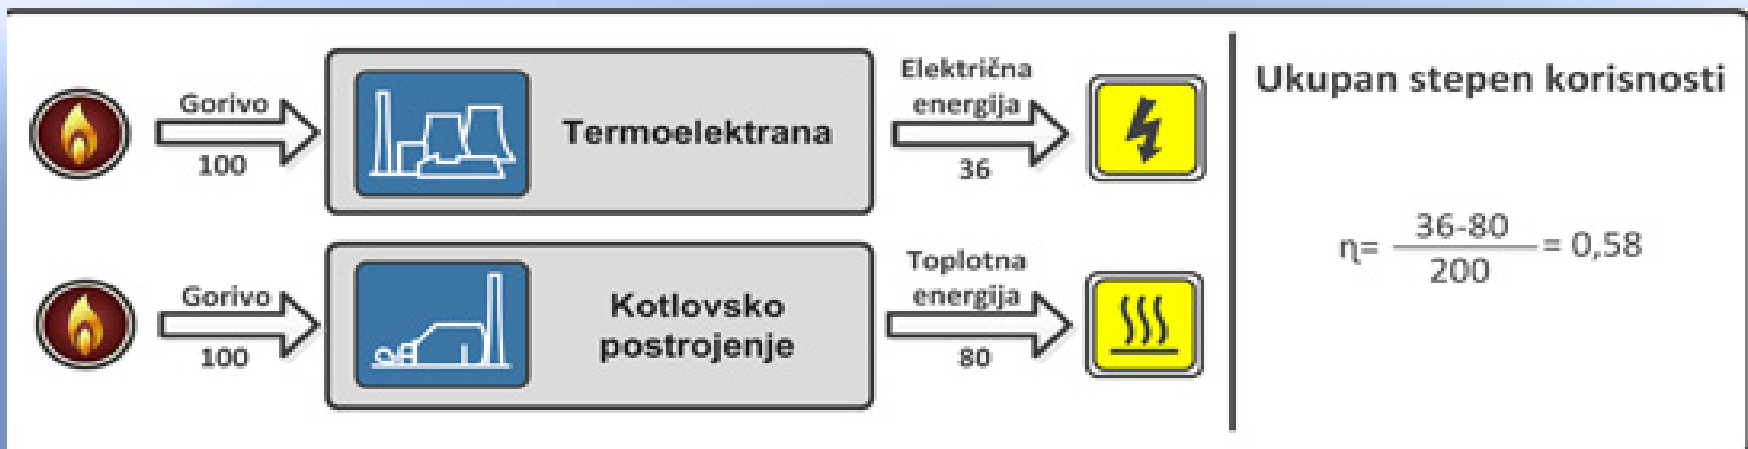 Gorivo
100
Termoelektrana
Električna
energija
36
Gorivo
100
Kotlovsko
postrojenje
Toplotna
energija
80
Ukupan stepen korisnosti
η= 36-80 / 200 = 0,58